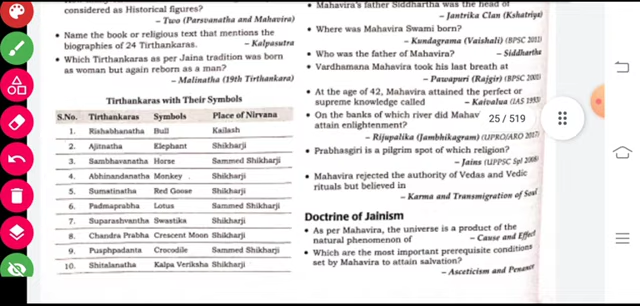 considered as Historical figures?
– Two (Parsvanatha and Mahavira)
• Name the book or religious text that mentions the
biographies of 24 Tirthankaras. – Kalpasutra
• Which Tirthankaras as per Jaina tradition was born
as woman but again reborn as a man?
– Malinatha (19th Tirthankara)
Tirthankaras with Their Symbols
S.No. Tirthankaras Symbols Place of Nirvana
1. Rishabhanatha Bull Kailash
2. Ajitnatha Elephant Shikharji
3. Sambhavanatha Horse Sammed Shikharji
4. Abhinandanatha Monkey Shikharji
5. Sumatinatha Red Goose Shikharji
6. Padmaprabha Lotus Sammed Shikharji
7. Suparashvantha Swastika Shikharji
8. Chandra Prabha Crescent Moon Shikharji
9. Pushpadanta Crocodile Sammed Shikharji
10. Shitalanatha Kalpa Veriksha Shikharji
• Mahavira's father Siddhartha was the head of
– Jantrika Clan (Kshatriya)
• Where was Mahavira Swami born?
– Kundagrama (Vaishali) (BPSC 2011)
• Who was the father of Mahavira? – Siddhartha
• Vardhamana Mahavira took his last breath at
– Pawapuri (Rajgir) (BPSC 2001)
• At the age of 42, Mahavira attained the perfect or
supreme knowledge called – Kaivalua (IAS 1993)
• On the banks of which river did Mahav
attain enlightenment?
25 / 519
– Rijupalika (Jambhikagram) (UPRO/ARO 2017)
• Prabhasgiri is a pilgrim spot of which religion?
– Jains (UPPSC Spl 2008)
• Mahavira rejected the authority of Vedas and Vedic
rituals but believed in
– Karma and Transmigration of Soul
Doctrine of Jainism
• As per Mahavira, the universe is a product of the
natural phenomenon of – Cause and Effect
• Which are the most important prerequisite conditions
set by Mahavira to attain salvation?
– Asceticism and Penance